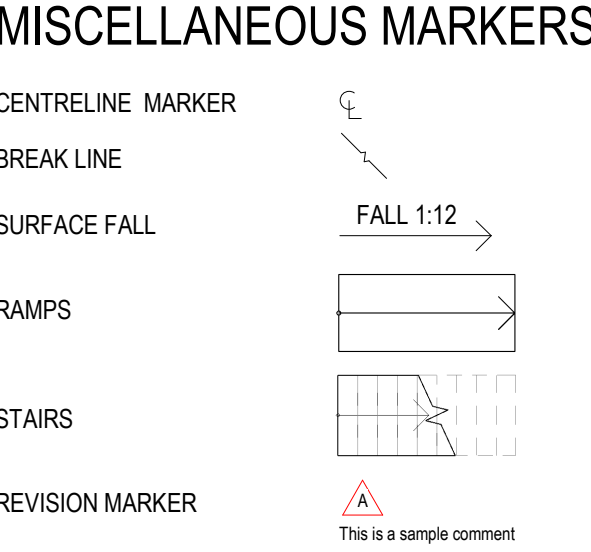 MISCELLANEOUS MARKERS
CENTRELINE MARKER
BREAK LINE
SURFACE FALL
FALL 1:12
RAMPS
STAIRS
REVISION MARKER
A
This is a sample comment